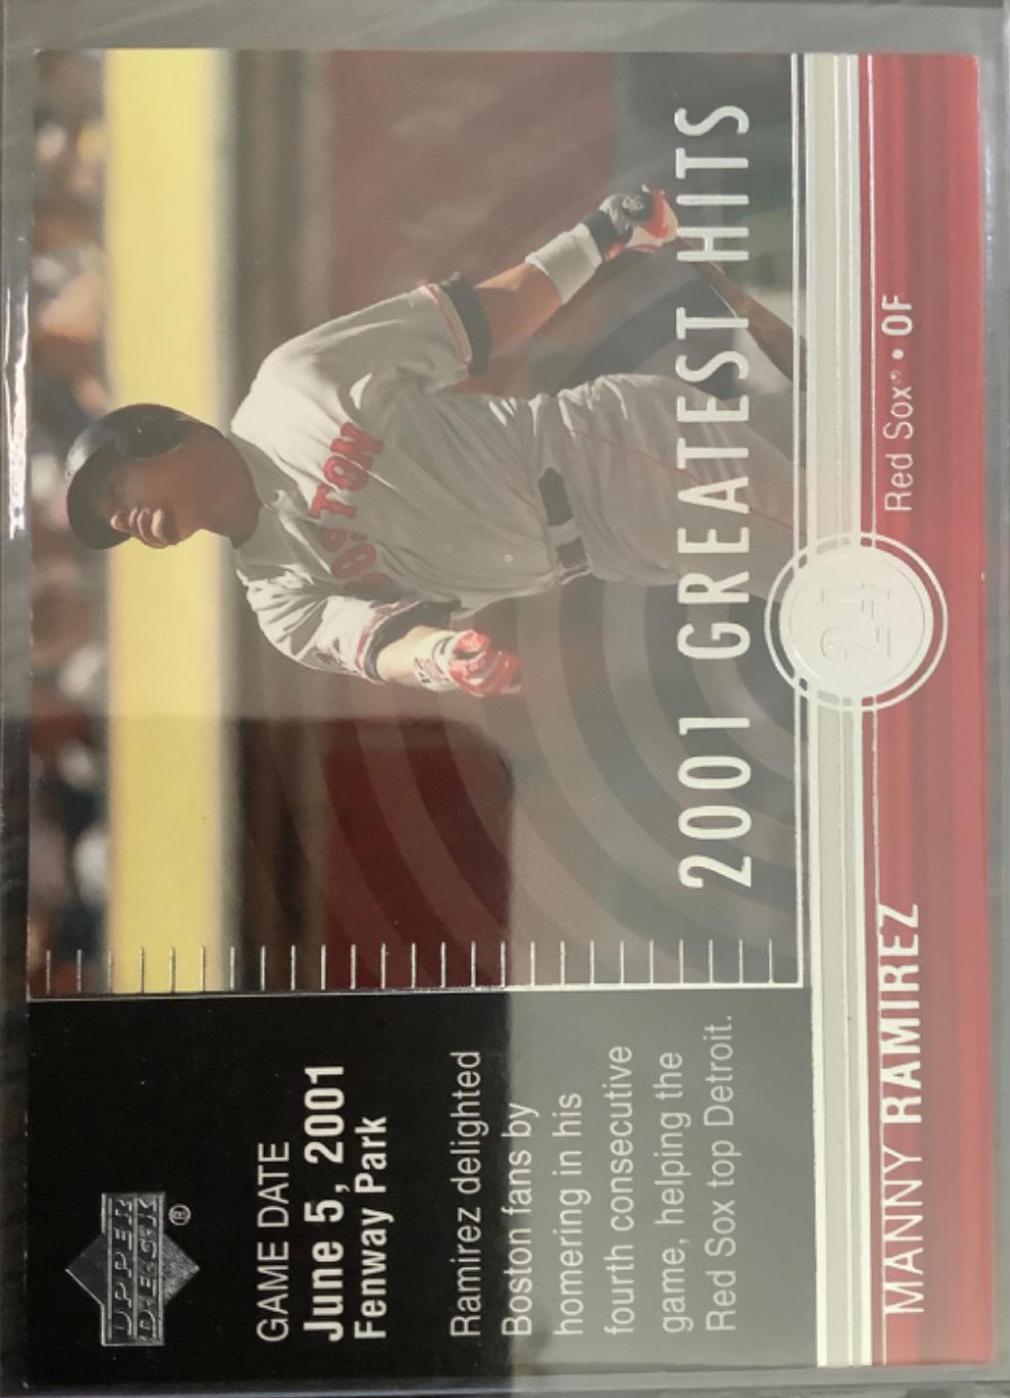 UPPER
DECK
®
GAME DATE
June 5, 2001
Fenway Park
Ramirez delighted
Boston fans by
homering in his
fourth consecutive
game, helping the
Red Sox top Detroit.
BOSTON
2001 GREATEST HITS
24
MANNY RAMIREZ
Red Sox® • OF